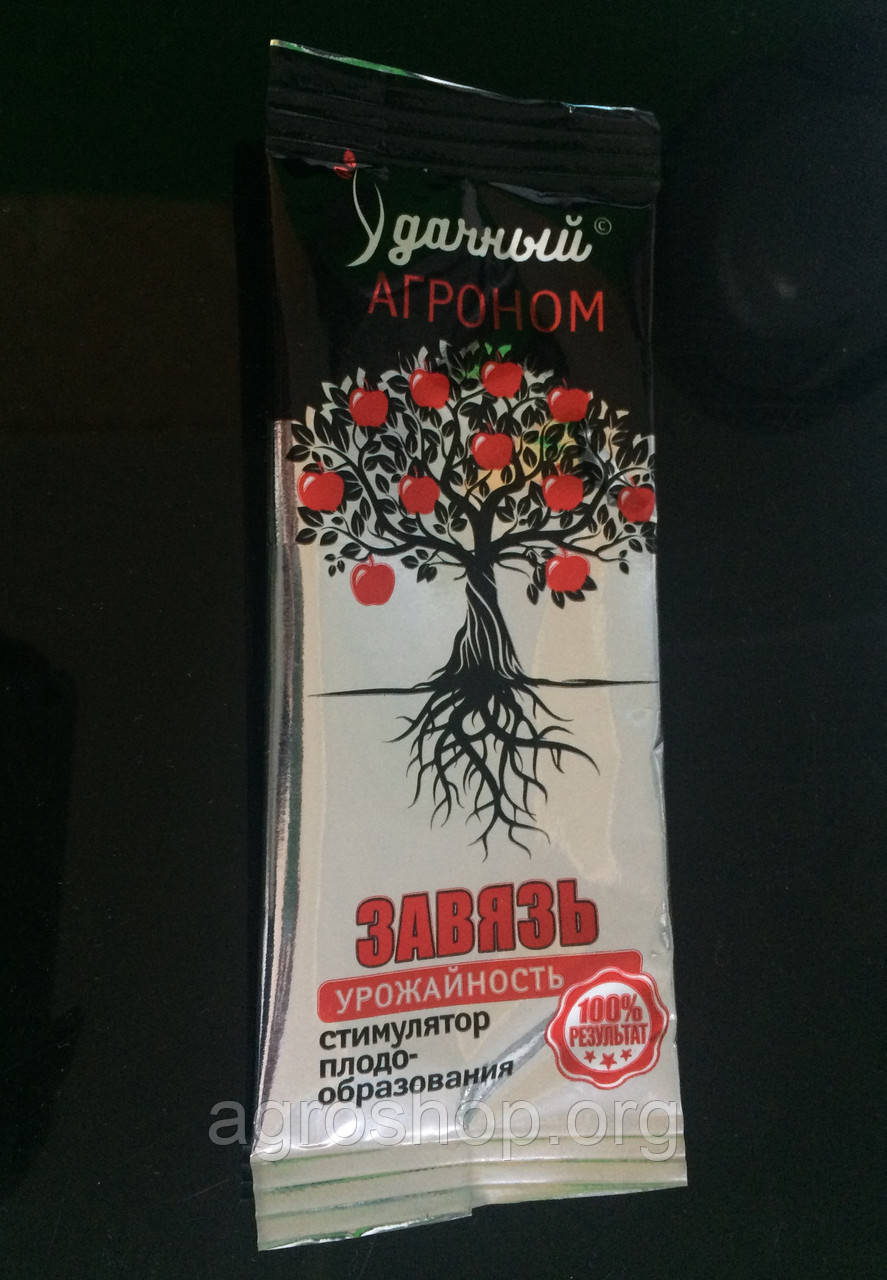 Удачный©
АГРОНОМ
ЗАВЯЗЬ
УРОЖАЙНОСТЬ
стимулятор
плодо-
образования
100%
РЕЗУЛЬТАТ
agroshop.org